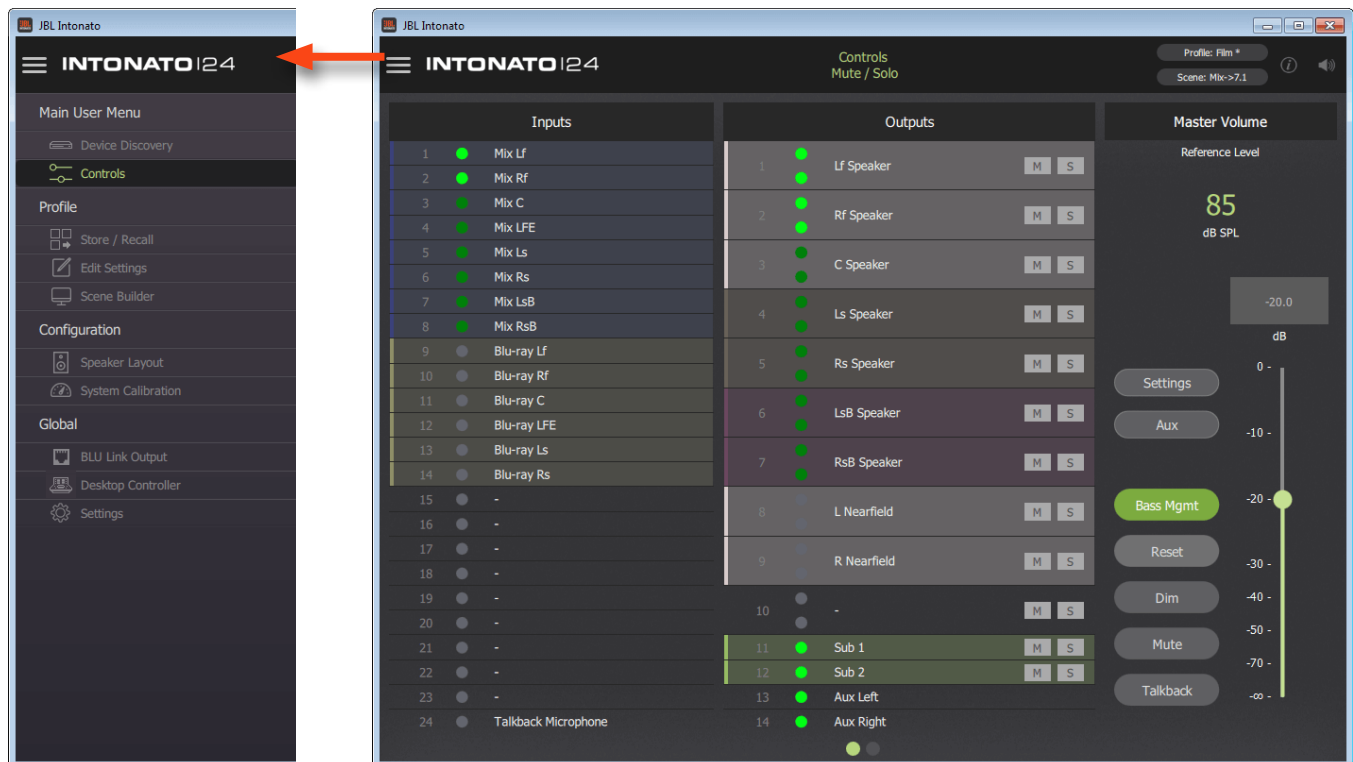 JBL Intonato
INTONATO 24
Main User Menu
Device Discovery
Controls
Profile
Store / Recall
Edit Settings
Scene Builder
Configuration
Speaker Layout
System Calibration
Global
BLU Link Output
Desktop Controller
Settings
JBL Intonato
INTONATO 24
Controls
Mute / Solo
Profile: Film *
Scene: Mix->7.1
Inputs
1 Mix Lf
2 Mix Rf
3 Mix C
4 Mix LFE
5 Mix Ls
6 Mix Rs
7 Mix LsB
8 Mix RsB
9 Blu-ray Lf
10 Blu-ray Rf
11 Blu-ray C
12 Blu-ray LFE
13 Blu-ray Ls
14 Blu-ray Rs
15 -
16 -
17 -
18 -
19 -
20 -
21 -
22 -
23 -
24 Talkback Microphone
Outputs
1 Lf Speaker M S
2 Rf Speaker M S
3 C Speaker M S
4 Ls Speaker M S
5 Rs Speaker M S
6 LsB Speaker M S
7 RsB Speaker M S
8 L Nearfield M S
9 R Nearfield M S
10 - M S
11 Sub 1 M S
12 Sub 2 M S
13 Aux Left
14 Aux Right
Master Volume
Reference Level
85
dB SPL
-20.0
dB
Settings
Aux
Bass Mgmt
Reset
Dim
Mute
Talkback
0 -
-10 -
-20 -
-30 -
-40 -
-50 -
-70 -
-∞ -